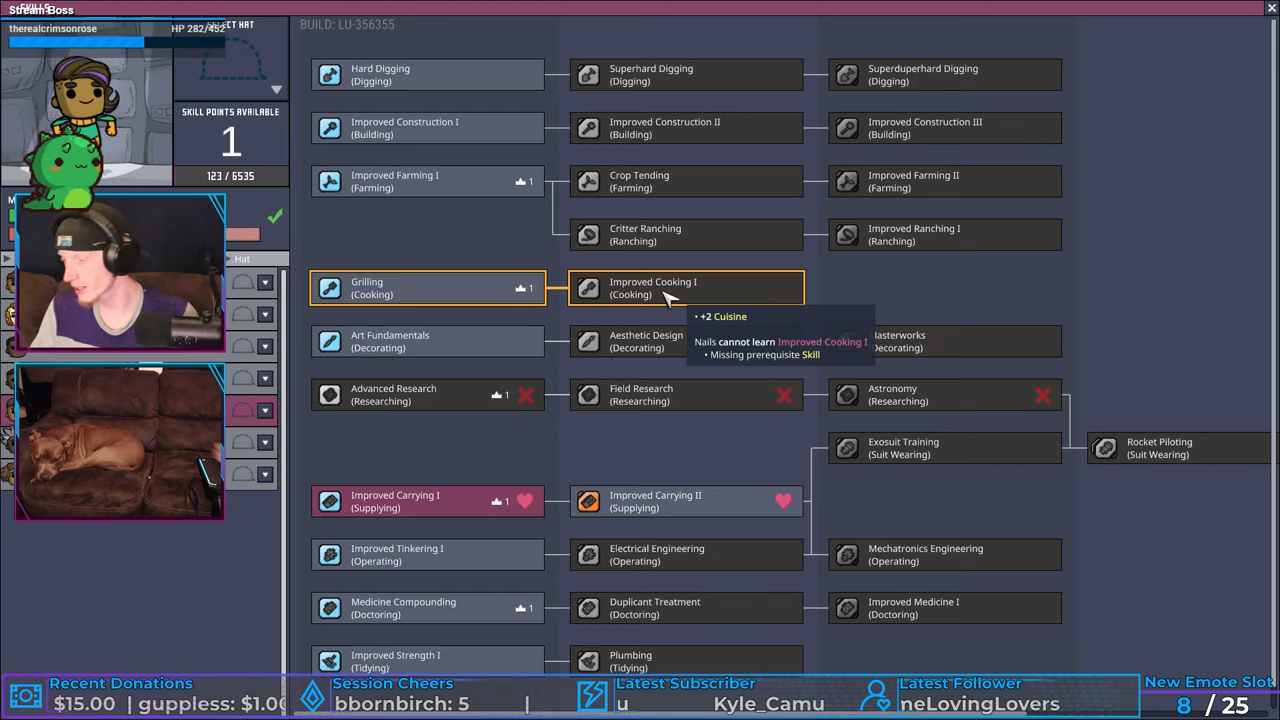 Stream Boss
therealcrimsonrose
HP 282/452
SELECT HAT
BUILD: LU-356355
SKILL POINTS AVAILABLE
1
123 / 6535
Hat
Hard Digging
(Digging)
Superhard Digging
(Digging)
Superduperhard Digging
(Digging)
Improved Construction I
(Building)
Improved Construction II
(Building)
Improved Construction III
(Building)
Improved Farming I
(Farming)
1
Crop Tending
(Farming)
Improved Farming II
(Farming)
Critter Ranching
(Ranching)
Improved Ranching I
(Ranching)
Grilling
(Cooking)
1
Improved Cooking I
(Cooking)
• +2 Cuisine
Nails cannot learn Improved Cooking I
• Missing prerequisite Skill
Art Fundamentals
(Decorating)
Aesthetic Design
(Decorating)
Masterworks
(Decorating)
Advanced Research
(Researching)
1
Field Research
(Researching)
Astronomy
(Researching)
Exosuit Training
(Suit Wearing)
Rocket Piloting
(Suit Wearing)
Improved Carrying I
(Supplying)
1
Improved Carrying II
(Supplying)
Improved Tinkering I
(Operating)
Electrical Engineering
(Operating)
Mechatronics Engineering
(Operating)
Medicine Compounding
(Doctoring)
1
Duplicant Treatment
(Doctoring)
Improved Medicine I
(Doctoring)
Improved Strength I
(Tidying)
Plumbing
(Tidying)
Recent Donations
$15.00 | guppless: $1.00
Session Cheers
bbonorrch: 5 |
Latest Subscriber
u Kyle_Camu
Latest Follower
neLovingLovers
New Emote Slot
8 / 25